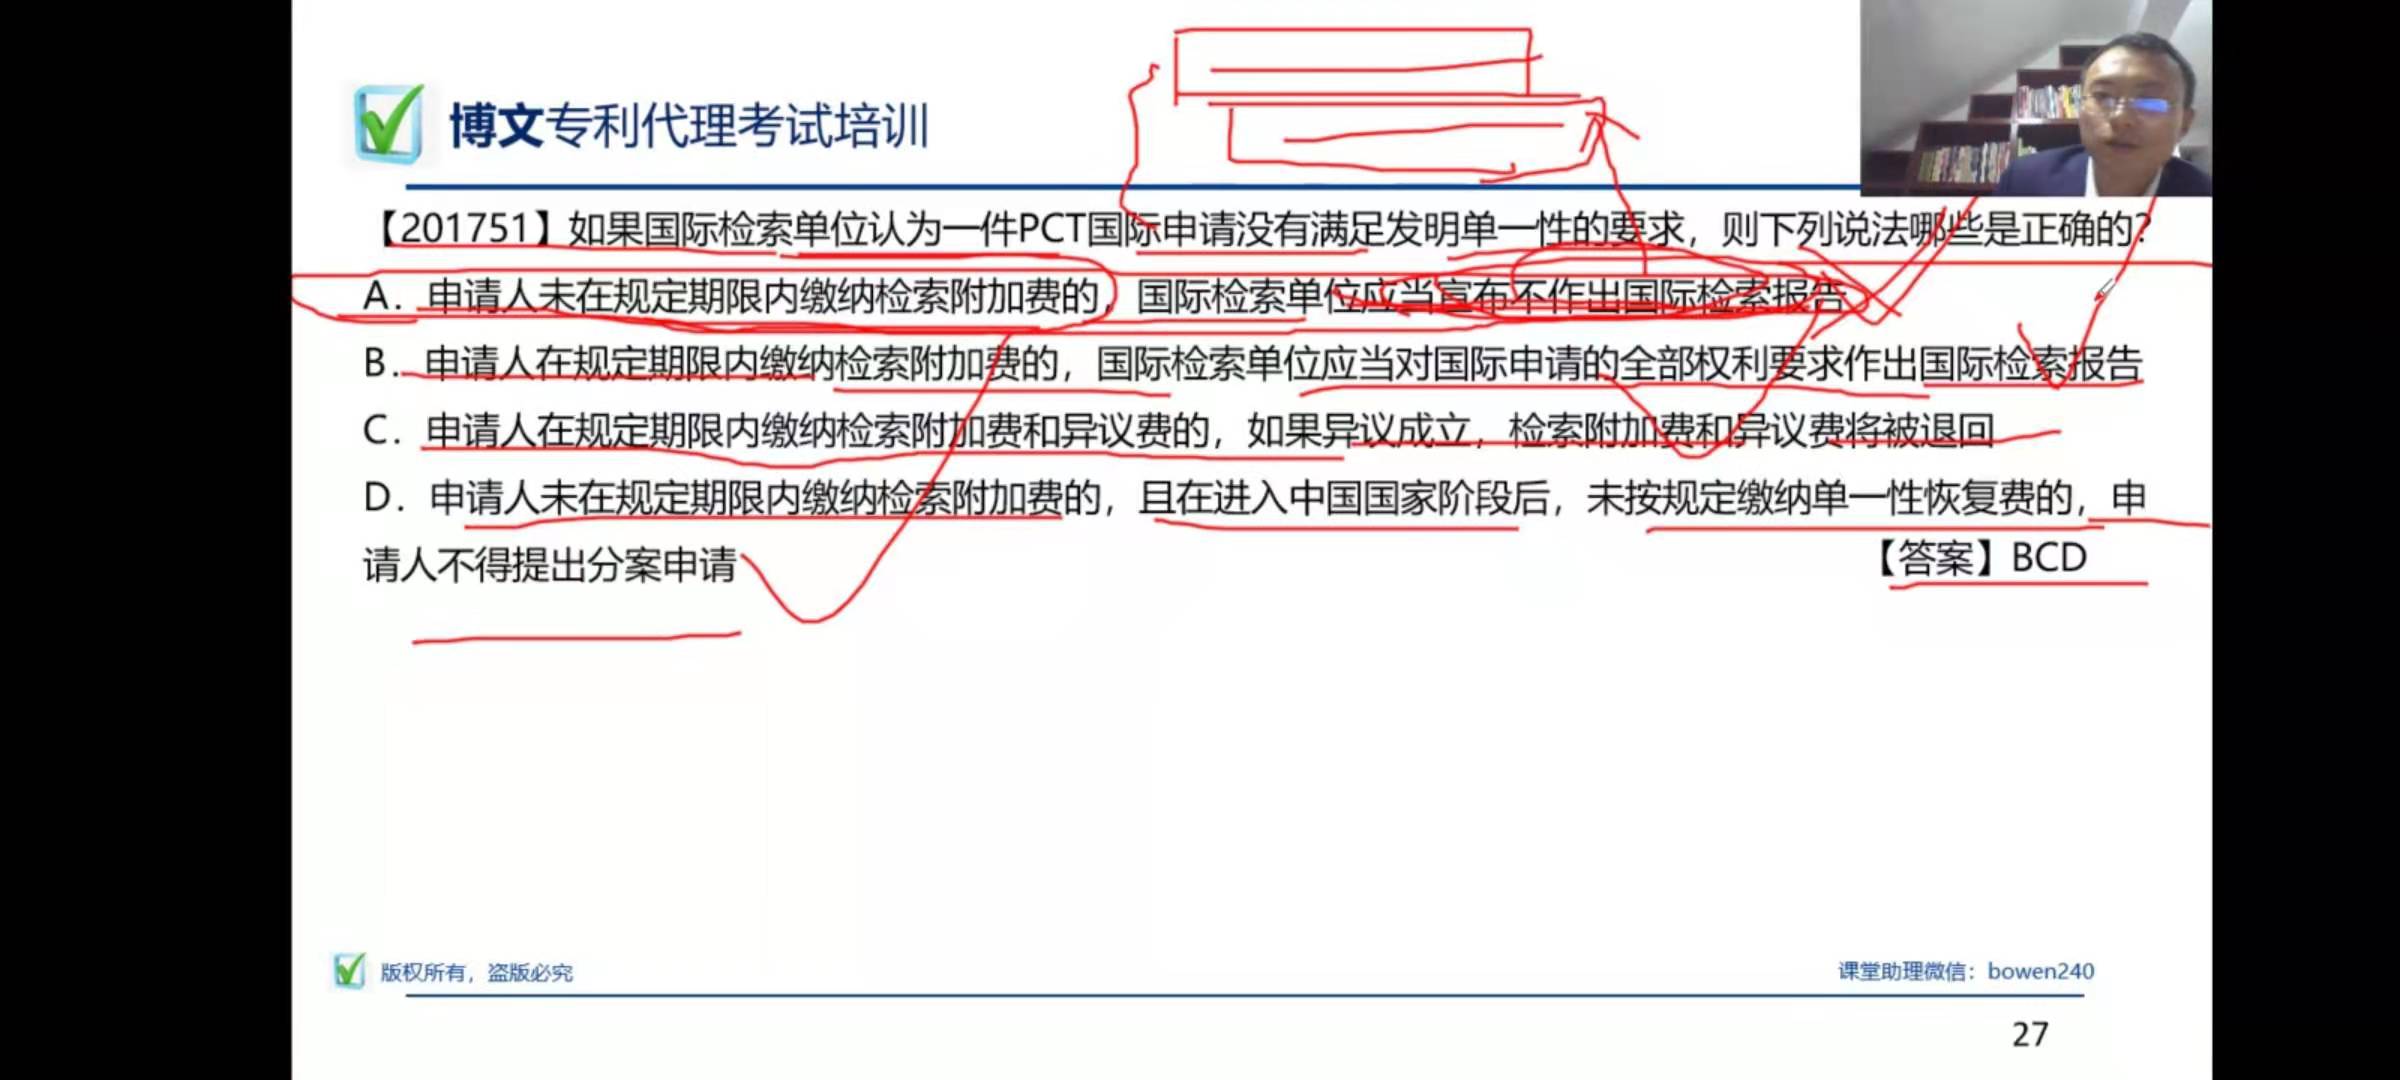 博文专利代理考试培训
【201751】如果国际检索单位认为一件PCT国际申请没有满足发明单一性的要求，则下列说法哪些是正确的？
A. 申请人未在规定期限内缴纳检索附加费的，国际检索单位应当宣布不作出国际检索报告
B. 申请人在规定期限内缴纳检索附加费的，国际检索单位应当对国际申请的全部权利要求作出国际检索报告
C. 申请人在规定期限内缴纳检索附加费和异议费的，如果异议成立，检索附加费和异议费将被退回
D. 申请人未在规定期限内缴纳检索附加费的，且在进入中国国家阶段后，未按规定缴纳单一性恢复费的，申
请人不得提出分案申请
【答案】BCD
版权所有，盗版必究
课堂助理微信：bowen240
27